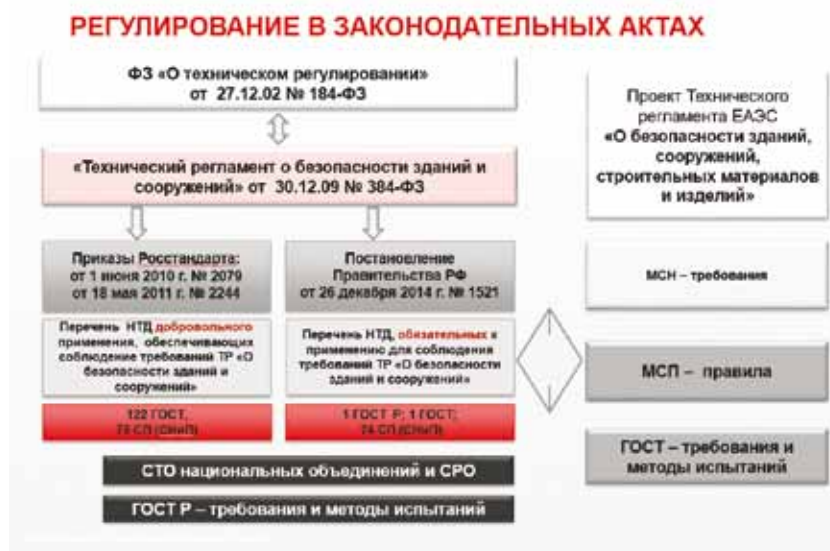 РЕГУЛИРОВАНИЕ В ЗАКОНОДАТЕЛЬНЫХ АКТАХ
ФЗ «О техническом регулировании»
от 27.12.02 № 184-ФЗ
«Технический регламент о безопасности зданий и
сооружений» от 30.12.09 № 384-ФЗ
Приказы Росстандарта:
от 1 июня 2010 г. № 2079
от 18 мая 2011 г. № 2244
Перечень НТД добровольного
применения, обеспечивающих
соблюдение требований ТР «О
безопасности зданий и
сооружений»
122 ГОСТ,
СП (СНиП)
Постановление
Правительства РФ
от 26 декабря 2014 г. № 1521
Перечень НТД, обязательных к
применению для соблюдения
требований ТР «О безопасности
зданий и сооружений»
1 ГОСТ Р; 1 ГОСТ;
СП (СНиП)
СТО национальных объединений и СРО
ГОСТ Р – требования и методы испытаний
Проект Технического
регламента ЕАЭС
«О безопасности зданий,
сооружений,
строительных материалов
и изделий»
МСН – требования
МСП – правила
ГОСТ – требования и
методы испытаний